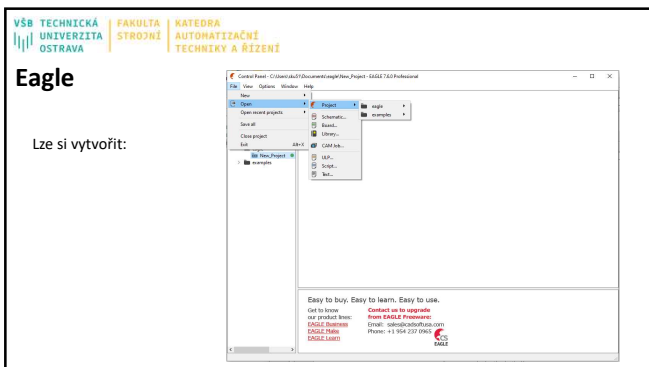 VŠB TECHNICKÁ
UNIVERZITA
OSTRAVA
FAKULTA
STROJNÍ
KATEDRA
AUTOMATIZAČNÍ
TECHNIKY A ŘÍZENÍ
Eagle
Lze si vytvořit:
Control Panel - C:\Users\sku51\Documents\eagle\New_Project - EAGLE 7.6.0 Professional
File View Options Window Help
New
Open
Open recent projects
Save all
Close project
Exit Alt+X
Project
Schematic...
Board...
Library...
CAM Job...
ULP...
Script...
Text...
eagle
examples
New_Project
examples
Easy to buy. Easy to learn. Easy to use.
Get to know
our product lines:
EAGLE Business
EAGLE Make
EAGLE Learn
Contact us to upgrade
from EAGLE Freeware:
Email: sales@cadsoftusa.com
Phone: +1 954 237 0965
CS
EAGLE